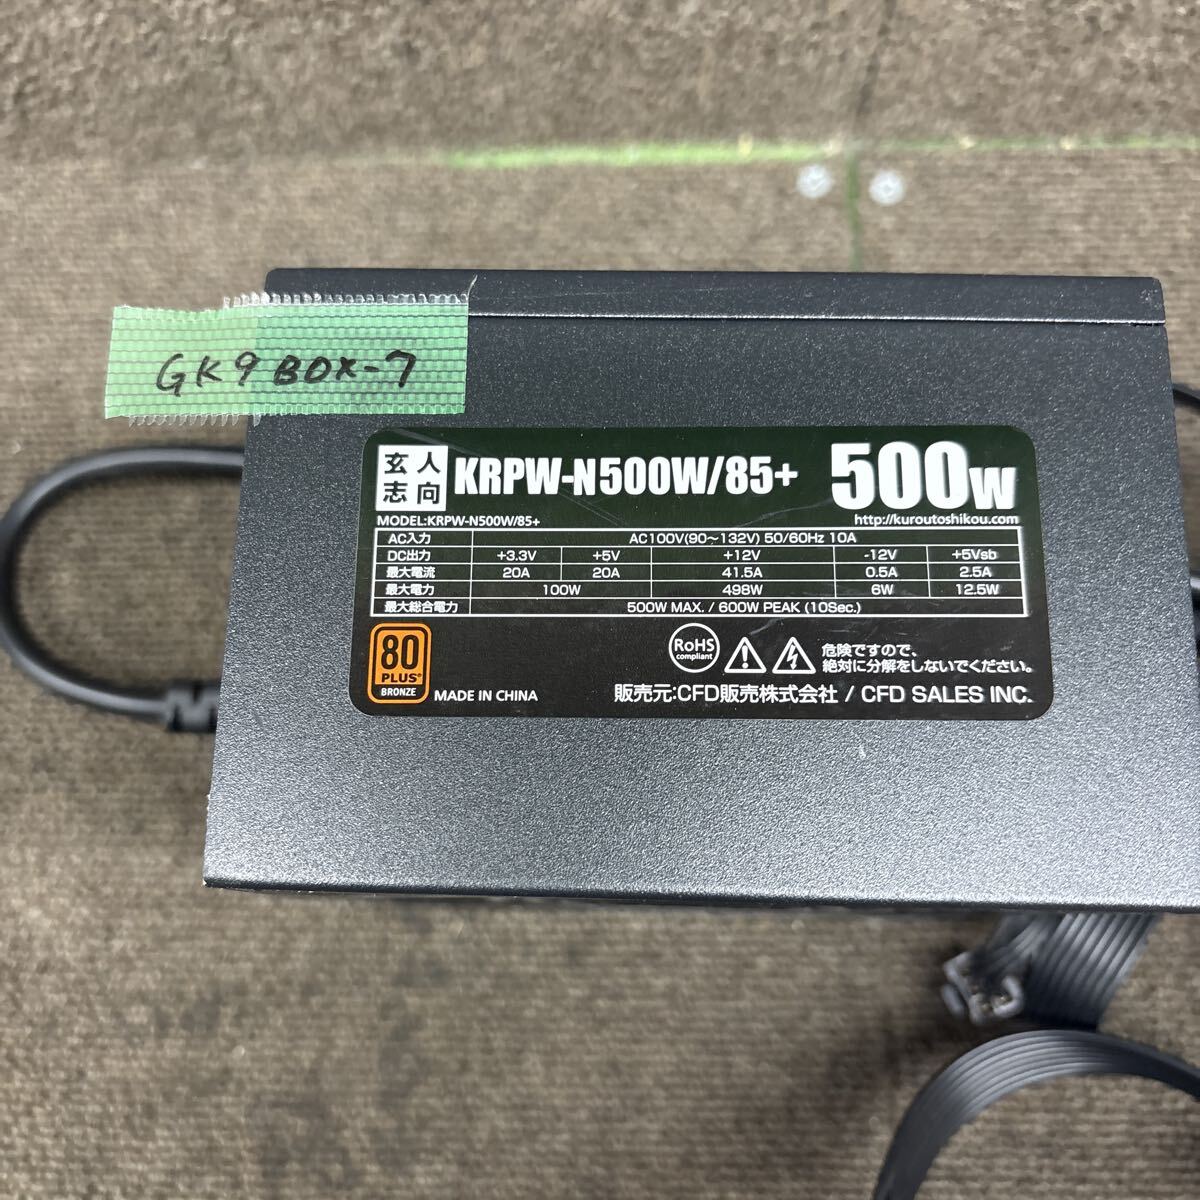 GK9 BOX-7
玄人志向
KRPW-N500W/85+ 500W
MODEL:KRPW-N500W/85+
http://kuroutoshikou.com
AC入力 AC100V(90～132V) 50/60Hz 10A
DC出力 +3.3V +5V +12V -12V +5Vsb
最大電流 20A 20A 41.5A 0.5A 2.5A
最大電力 100W 498W 6W 12.5W
最大総合電力 500W MAX. / 600W PEAK (10Sec.)
80 PLUS® BRONZE
MADE IN CHINA
RoHS compliant
危険ですので、
絶対に分解をしないでください。
販売元:CFD販売株式会社 / CFD SALES INC.